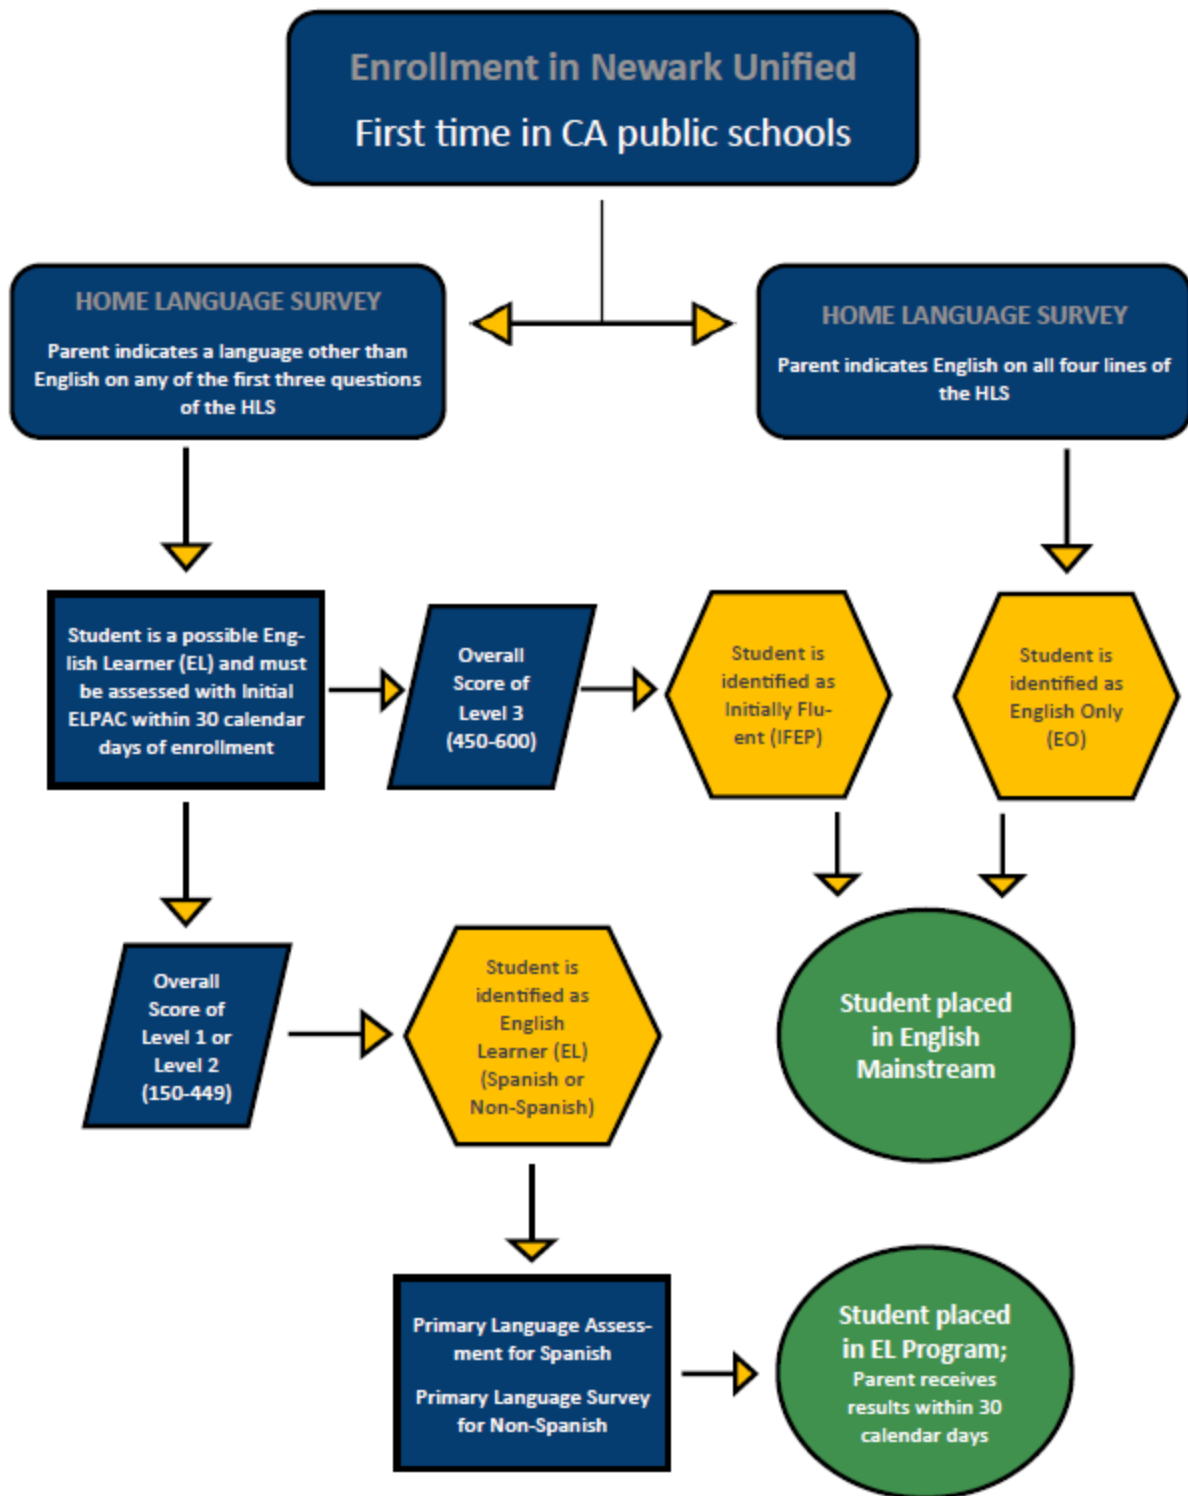 Enrollment in Newark Unified
First time in CA public schools
HOME LANGUAGE SURVEY
Parent indicates a language other than
English on any of the first three questions
of the HLS
HOME LANGUAGE SURVEY
Parent indicates English on all four lines of
the HLS
Student is a possible Eng-
lish Learner (EL) and must
be assessed with Initial
ELPAC within 30 calendar
days of enrollment
Overall
Score of
Level 3
(450-600)
Student is
identified as
Initially Flu-
ent (IFEP)
Student is
identified as
English Only
(EO)
Overall
Score of
Level 1 or
Level 2
(150-449)
Student is
identified as
English
Learner (EL)
(Spanish or
Non-Spanish)
Student placed
in English
Mainstream
Primary Language Assess-
ment for Spanish
Primary Language Survey
for Non-Spanish
Student placed
in EL Program;
Parent receives
results within 30
calendar days